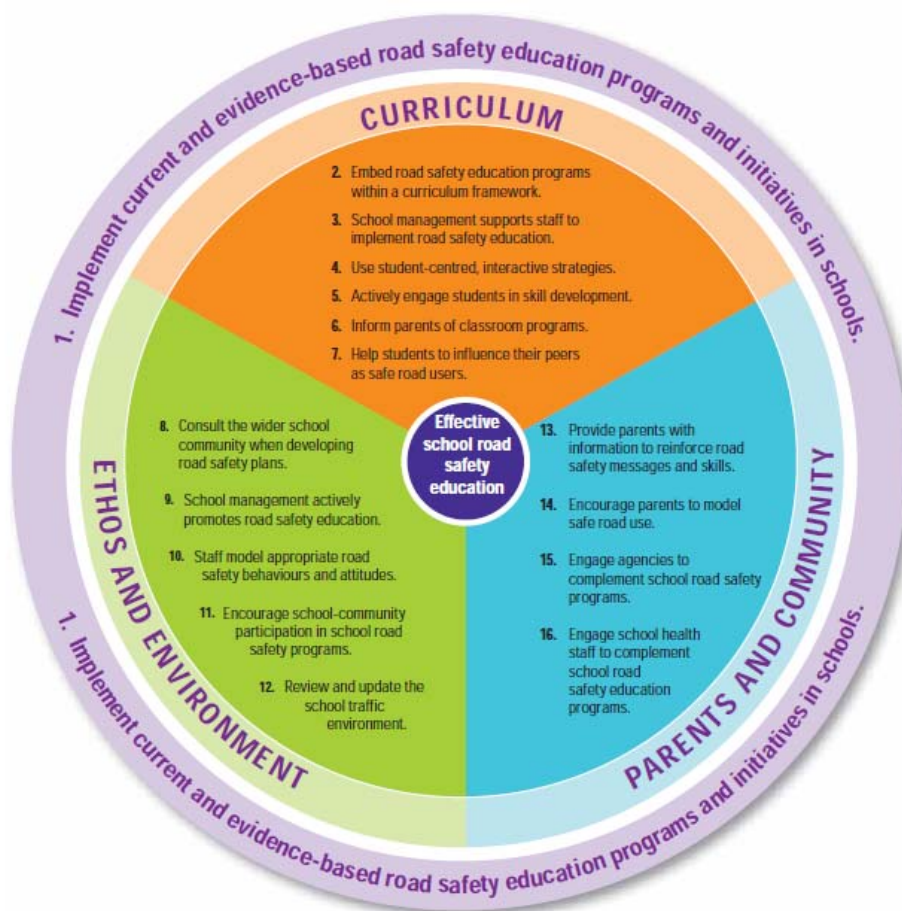 1. Implement current and evidence-based road safety education programs and initiatives in schools.
CURRICULUM
2. Embed road safety education programs
within a curriculum framework.
3. School management supports staff to
implement road safety education.
4. Use student-centred, interactive strategies.
5. Actively engage students in skill development.
6. Inform parents of classroom programs.
7. Help students to influence their peers
as safe road users.
Effective
school road
safety
education
ETHOS AND ENVIRONMENT
8. Consult the wider school
community when developing
road safety plans.
9. School management actively
promotes road safety education.
10. Staff model appropriate road
safety behaviours and attitudes.
11. Encourage school-community
participation in school road
safety programs.
12. Review and update the
school traffic
environment.
PARENTS AND COMMUNITY
13. Provide parents with
information to reinforce road
safety messages and skills.
14. Encourage parents to model
safe road use.
15. Engage agencies to
complement school road safety
programs.
16. Engage school health
staff to complement
school road
safety education
programs.
1. Implement current and evidence-based road safety education programs and initiatives in schools.